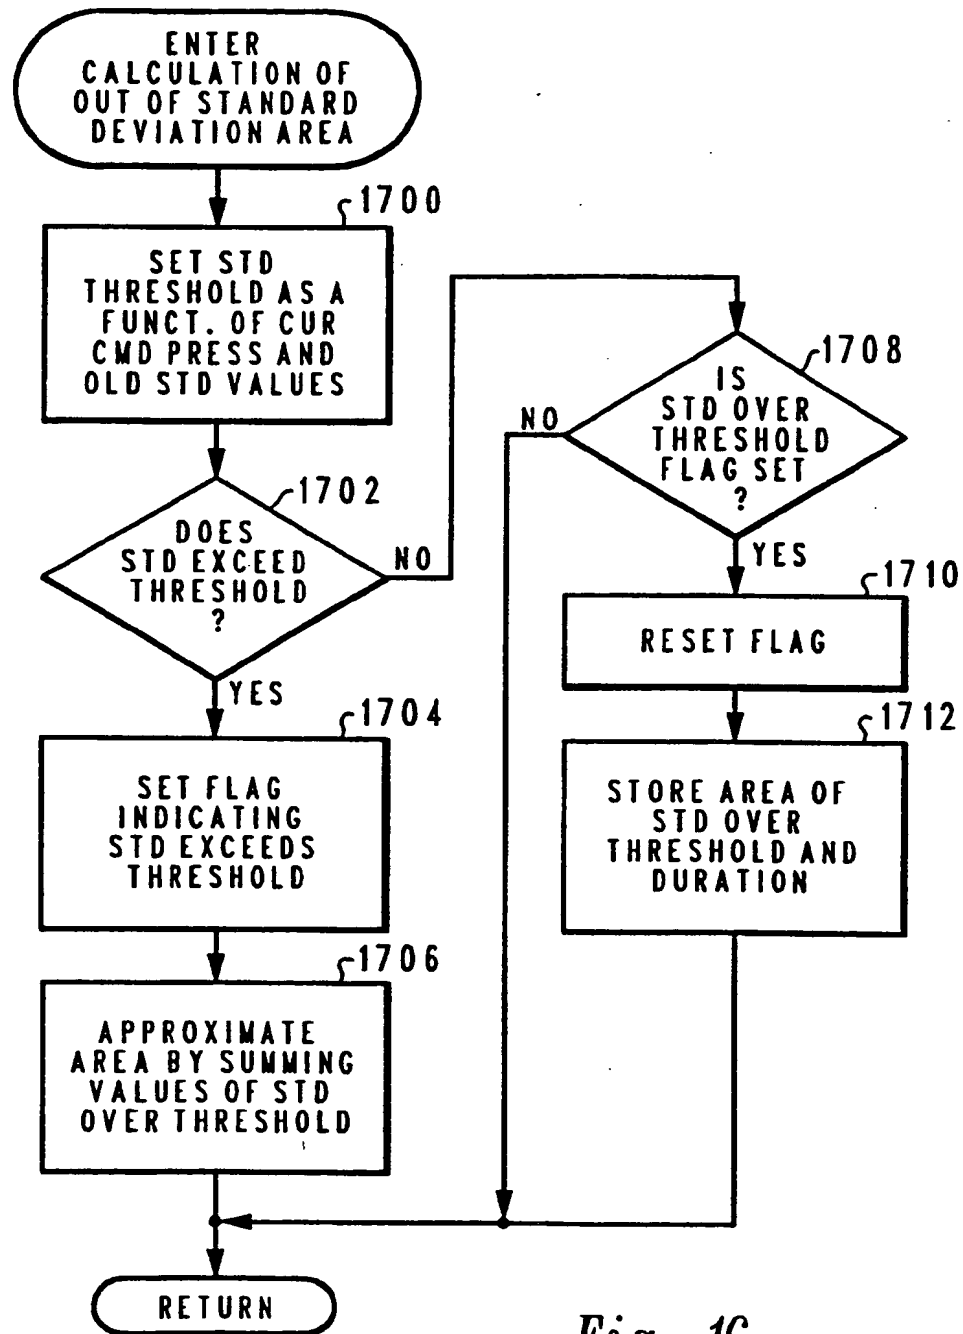 ENTER
CALCULATION OF
OUT OF STANDARD
DEVIATION AREA
1700
SET STD
THRESHOLD AS A
FUNCT. OF CUR
CMD PRESS AND
OLD STD VALUES
1702
DOES
STD EXCEED
THRESHOLD
?
NO
YES
1704
SET FLAG
INDICATING
STD EXCEEDS
THRESHOLD
1706
APPROXIMATE
AREA BY SUMMING
VALUES OF STD
OVER THRESHOLD
1708
IS
STD OVER
THRESHOLD
FLAG SET
?
NO
YES
1710
RESET FLAG
1712
STORE AREA OF
STD OVER
THRESHOLD AND
DURATION
RETURN
Fig. 16